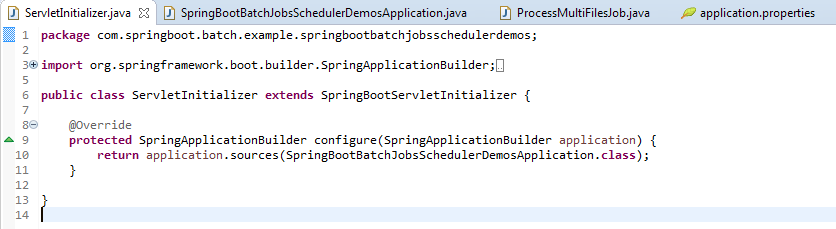 ServletInitializer.java SpringBootBatchJobsSchedulerDemosApplication.java ProcessMultiFilesJob.java application.properties
1 package com.springboot.batch.example.springbootbatchjobsschedulerdemos;
2
3 import org.springframework.boot.builder.SpringApplicationBuilder;
5
6 public class ServletInitializer extends SpringBootServletInitializer {
7
8 @Override
9 protected SpringApplicationBuilder configure(SpringApplicationBuilder application) {
10 return application.sources(SpringBootBatchJobsSchedulerDemosApplication.class);
11 }
12
13 }
14